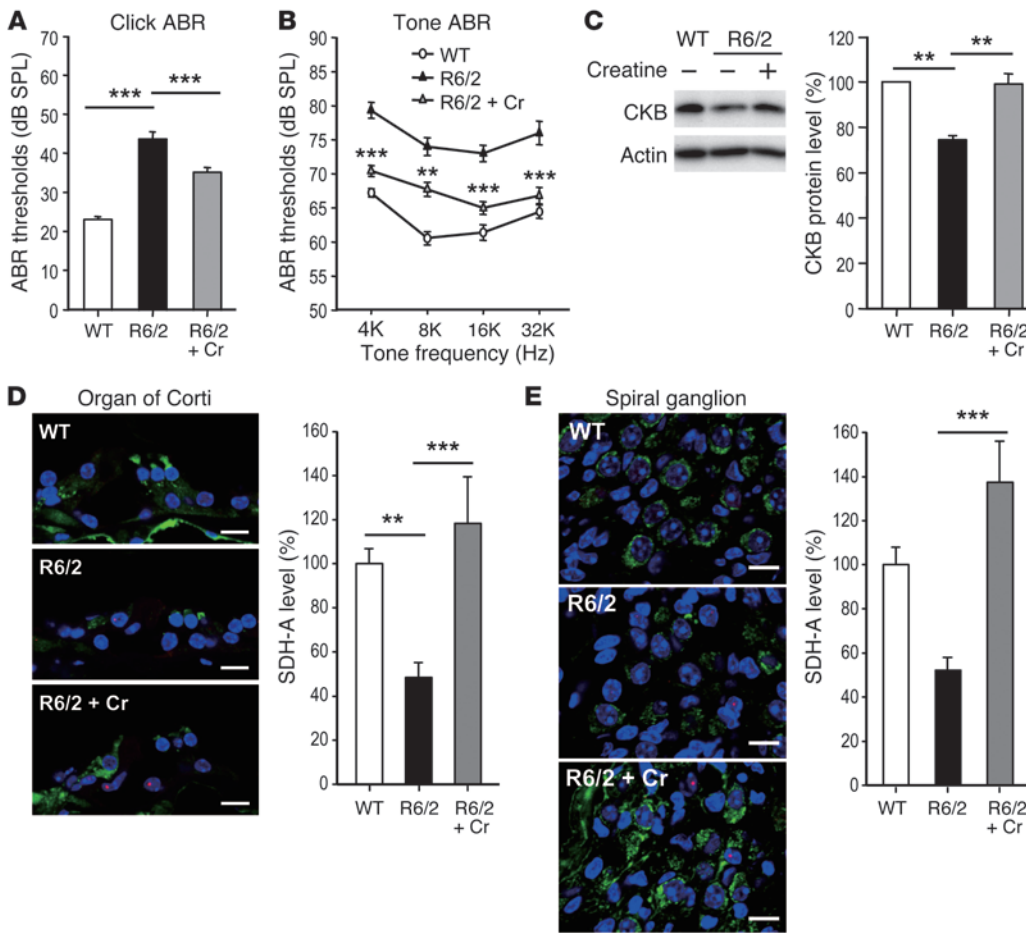 A Click ABR
ABR thresholds (dB SPL)
70
60
50
40
30
20
10
0
***
***
WT
R6/2
R6/2
+ Cr
B Tone ABR
WT
R6/2
R6/2 + Cr
ABR thresholds (dB SPL)
90
85
80
75
70
65
60
55
50
***
**
***
***
4K
8K
16K
32K
Tone frequency (Hz)
C
WT R6/2
Creatine − − +
CKB
Actin
CKB protein level (%)
120
100
80
60
40
20
0
**
**
WT
R6/2
R6/2
+ Cr
D Organ of Corti
WT
R6/2
R6/2 + Cr
SDH-A level (%)
160
140
120
100
80
60
40
20
0
**
***
WT
R6/2
R6/2
+ Cr
E Spiral ganglion
WT
R6/2
R6/2 + Cr
SDH-A level (%)
160
140
120
100
80
60
40
20
0
***
WT
R6/2
R6/2
+ Cr